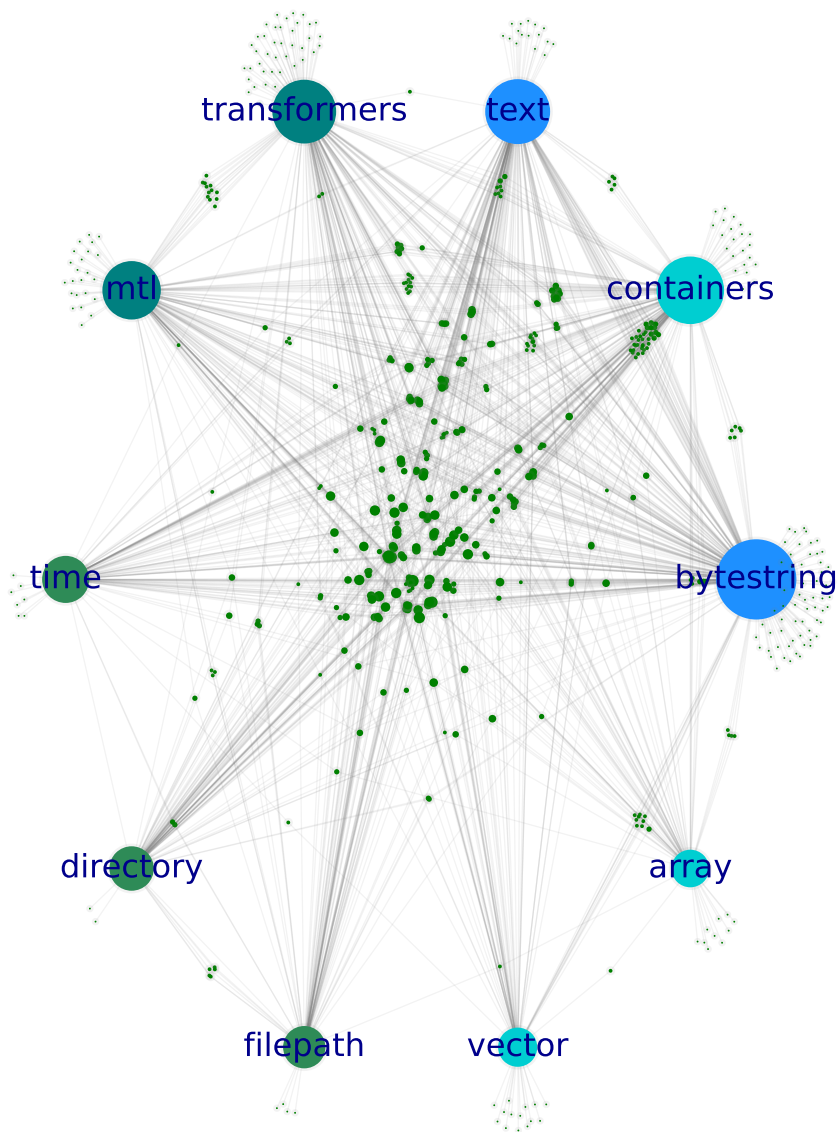 transformers
text
mtl
containers
time
bytestring
directory
array
filepath
vector